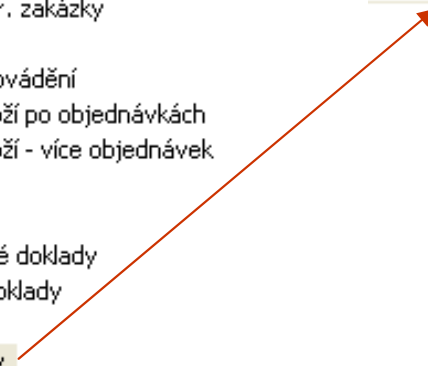 r. zakázky
ovádění
oží po objednávkách
oží - více objednávek
é doklady
oklady